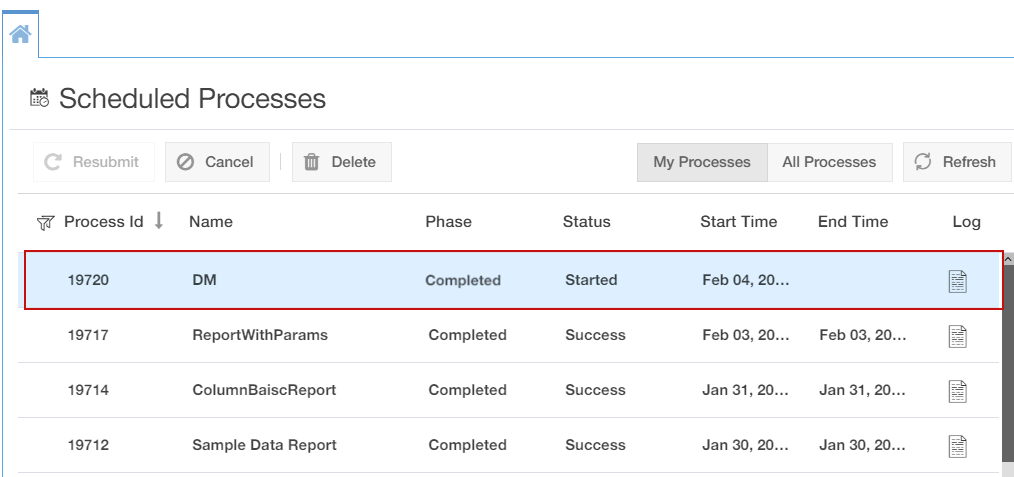 Scheduled Processes
Resubmit Cancel Delete My Processes All Processes Refresh
Process Id Name Phase Status Start Time End Time Log
19720 DM Completed Started Feb 04, 20...
19717 ReportWithParams Completed Success Feb 03, 20... Feb 03, 20...
19714 ColumnBaiscReport Completed Success Jan 31, 20... Jan 31, 20...
19712 Sample Data Report Completed Success Jan 30, 20... Jan 30, 20...